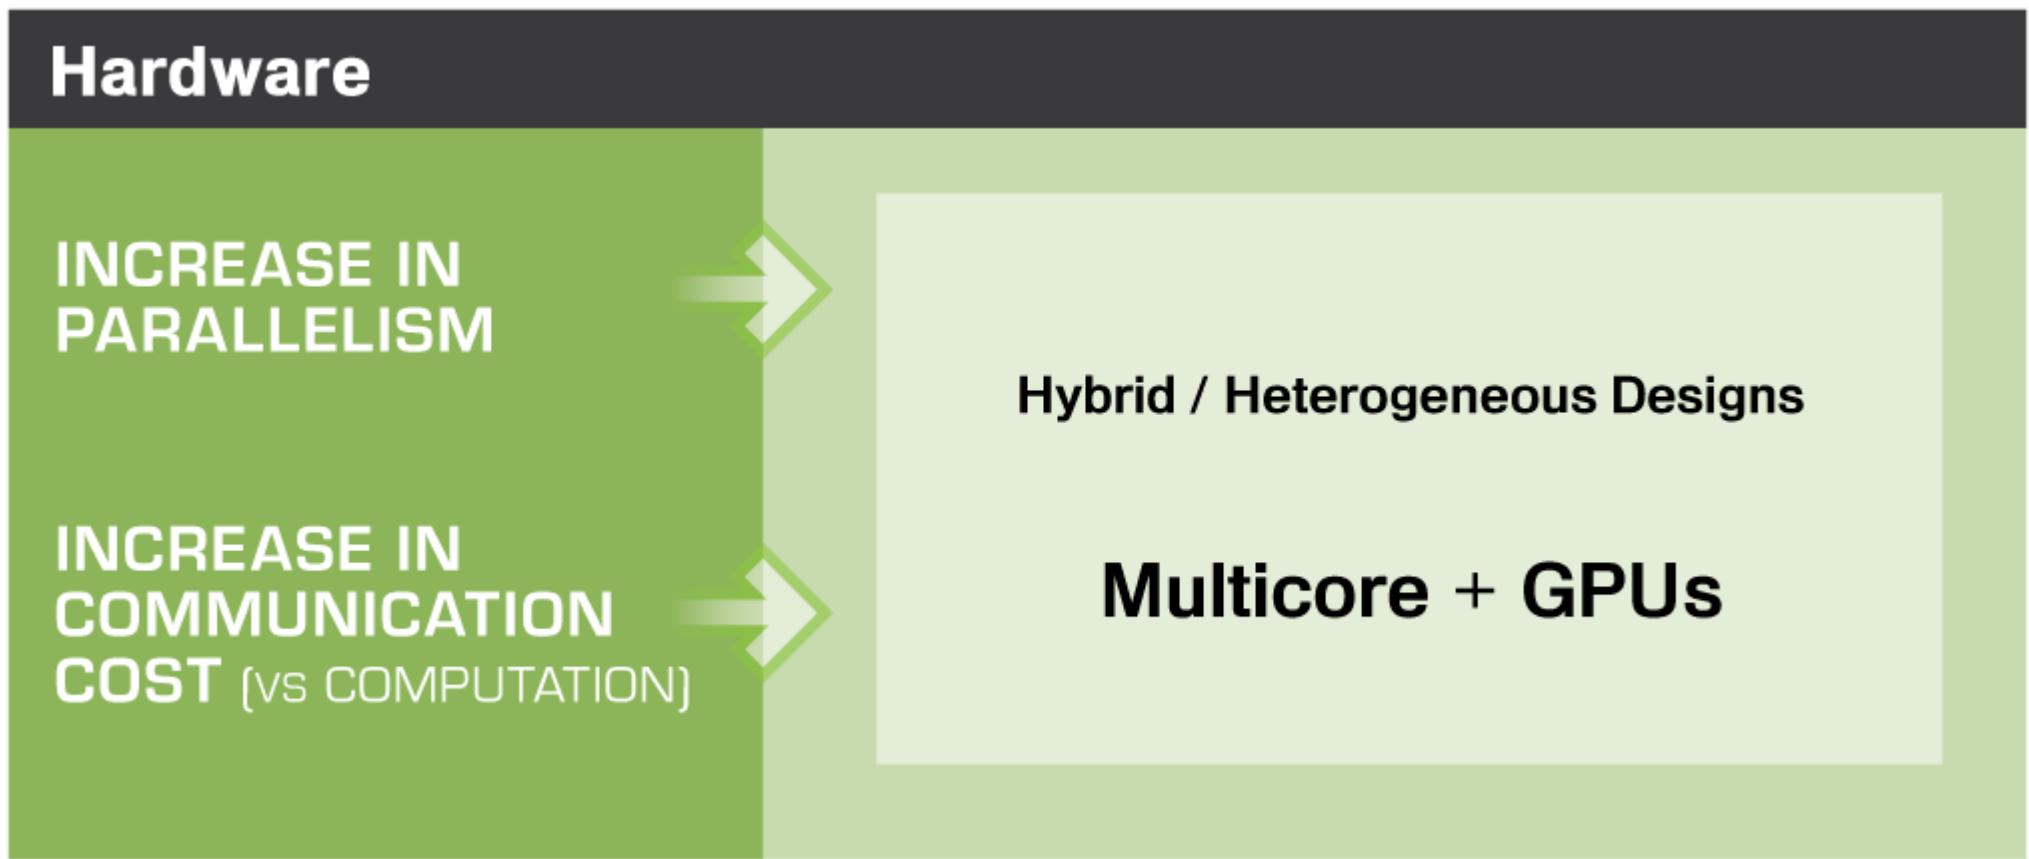 Hardware
INCREASE IN
PARALLELISM
INCREASE IN
COMMUNICATION
COST (VS COMPUTATION)
Hybrid / Heterogeneous Designs
Multicore + GPUs